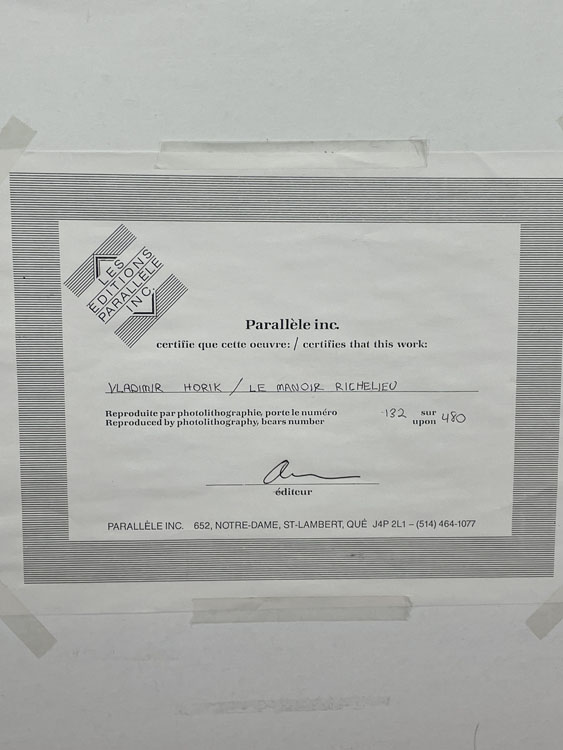 LES
EDITIONS
PARALLÈLE
INC.
Parallèle inc.
certifie que cette oeuvre: / certifies that this work:
VLADIMIR HORIK / LE MANOIR RICHELIEU
Reproduite par photolithographie, porte le numéro 132 sur 480
Reproduced by photolithography, bears number upon
éditeur
PARALLÈLE INC. 652, NOTRE-DAME, ST-LAMBERT, QUÉ J4P 2L1 – (514) 464-1077